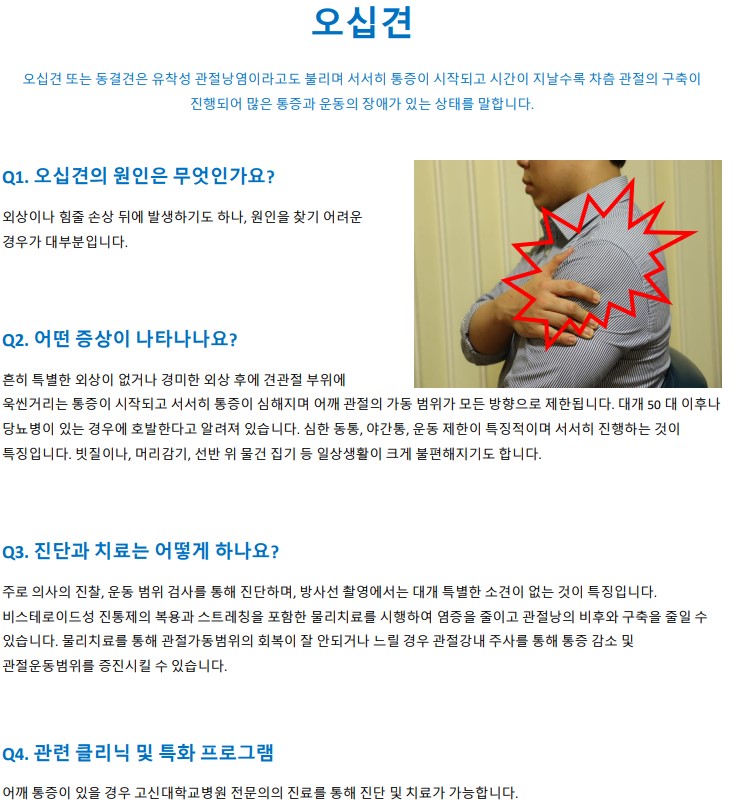 오십견
오십견 또는 동결견은 유착성 관절낭염이라고도 불리며 서서히 통증이 시작되고 시간이 지날수록 차츰 관절의 구축이
진행되어 많은 통증과 운동의 장애가 있는 상태를 말합니다.
Q1. 오십견의 원인은 무엇인가요?
외상이나 힘줄 손상 뒤에 발생하기도 하나, 원인을 찾기 어려운
경우가 대부분입니다.
Q2. 어떤 증상이 나타나나요?
흔히 특별한 외상이 없거나 경미한 외상 후에 견관절 부위에
욱씬거리는 통증이 시작되고 서서히 통증이 심해지며 어깨 관절의 가동 범위가 모든 방향으로 제한됩니다. 대개 50 대 이후나
당뇨병이 있는 경우에 호발한다고 알려져 있습니다. 심한 동통, 야간통, 운동 제한이 특징적이며 서서히 진행하는 것이
특징입니다. 빗질이나, 머리감기, 선반 위 물건 집기 등 일상생활이 크게 불편해지기도 합니다.
Q3. 진단과 치료는 어떻게 하나요?
주로 의사의 진찰, 운동 범위 검사를 통해 진단하며, 방사선 촬영에서는 대개 특별한 소견이 없는 것이 특징입니다.
비스테로이드성 진통제의 복용과 스트레칭을 포함한 물리치료를 시행하여 염증을 줄이고 관절낭의 비후와 구축을 줄일 수
있습니다. 물리치료를 통해 관절가동범위의 회복이 잘 안되거나 느릴 경우 관절강내 주사를 통해 통증 감소 및
관절운동범위를 증진시킬 수 있습니다.
Q4. 관련 클리닉 및 특화 프로그램
어깨 통증이 있을 경우 고신대학교병원 전문의의 진료를 통해 진단 및 치료가 가능합니다.